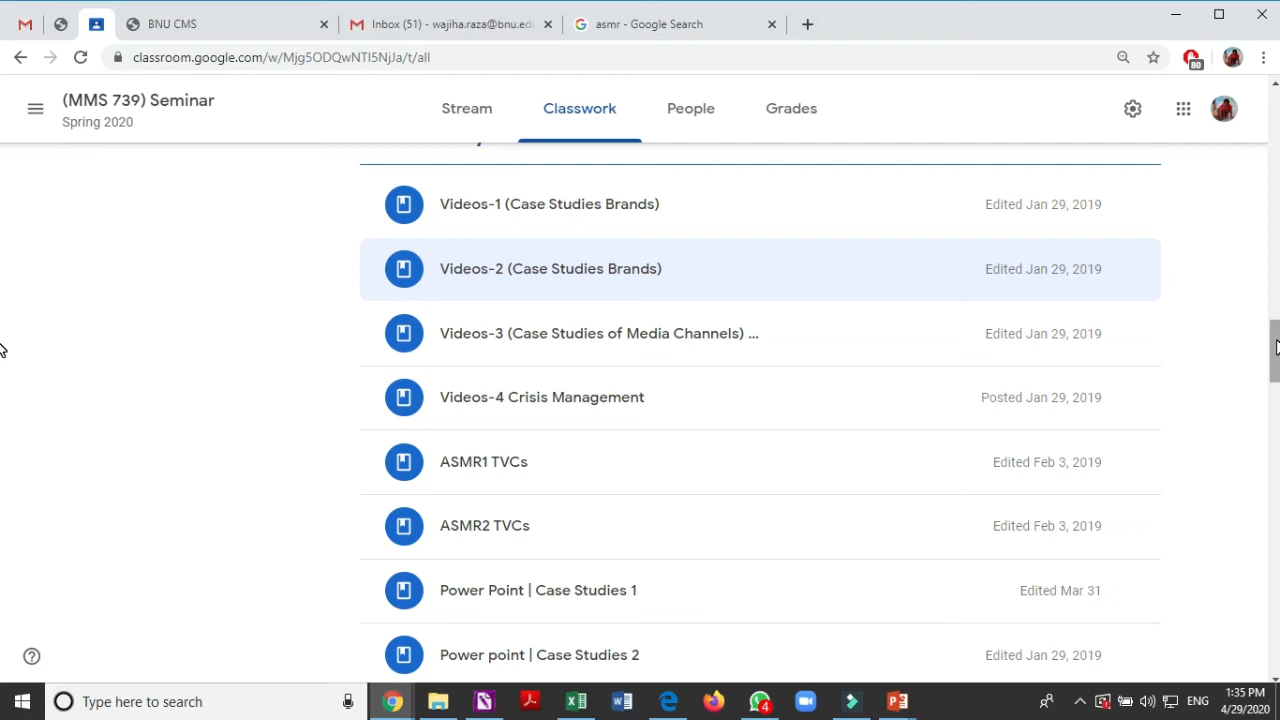 BNU CMS
Inbox (51) - wajiha.raza@bnu.ed
asmr - Google Search
classroom.google.com/w/Mjg5ODQwNTI5NjJa/t/all
80
(MMS 739) Seminar
Spring 2020
Stream
Classwork
People
Grades
Videos-1 (Case Studies Brands)
Edited Jan 29, 2019
Videos-2 (Case Studies Brands)
Edited Jan 29, 2019
Videos-3 (Case Studies of Media Channels) ...
Edited Jan 29, 2019
Videos-4 Crisis Management
Posted Jan 29, 2019
ASMR1 TVCs
Edited Feb 3, 2019
ASMR2 TVCs
Edited Feb 3, 2019
Power Point | Case Studies 1
Edited Mar 31
Power point | Case Studies 2
Edited Jan 29, 2019
Type here to search
4
ENG
1:35 PM
4/29/2020